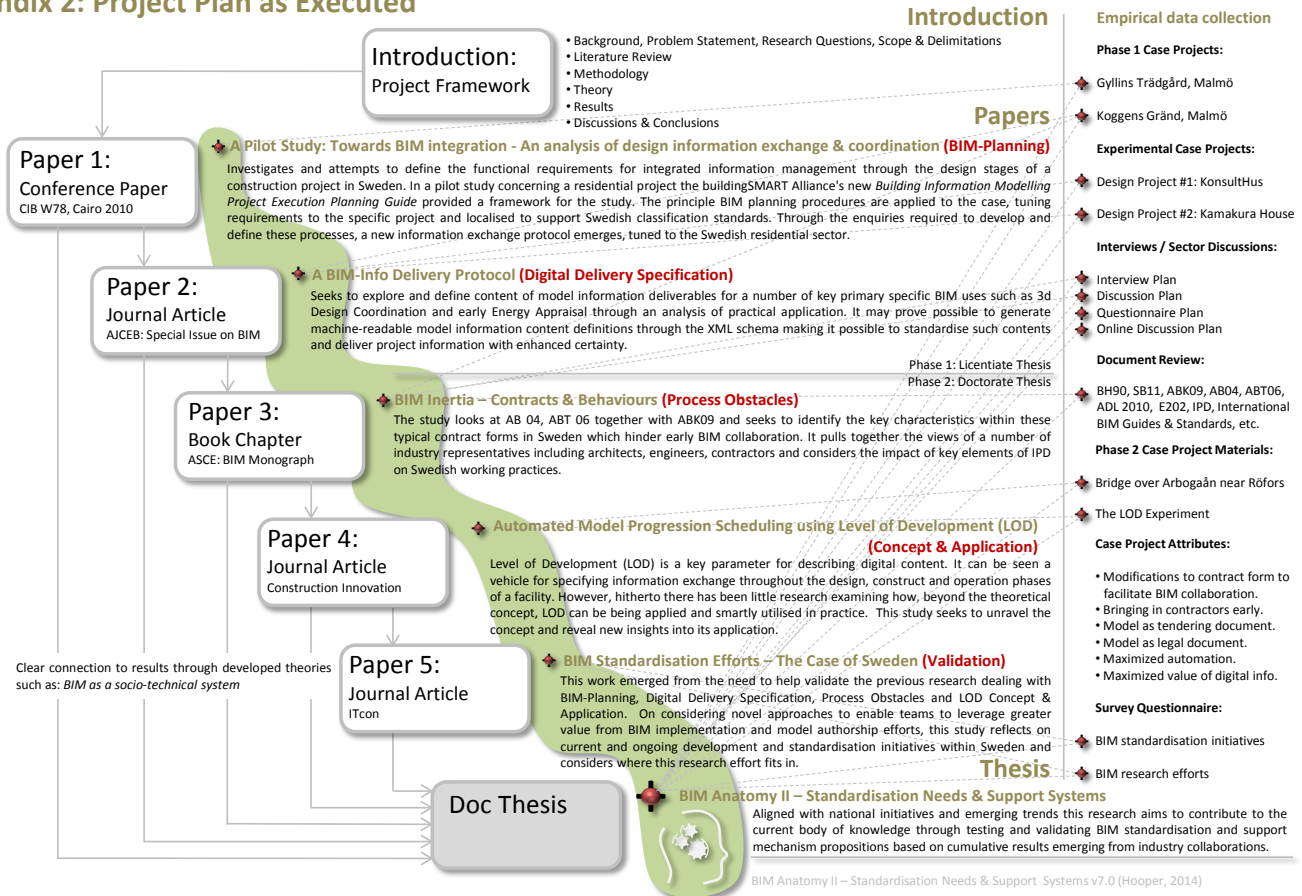 ndix 2: Project Plan as Executed
Introduction:
Project Framework
Introduction
• Background, Problem Statement, Research Questions, Scope & Delimitations
• Literature Review
• Methodology
• Theory
• Results
• Discussions & Conclusions
Papers
Paper 1:
Conference Paper
CIB W78, Cairo 2010
A Pilot Study: Towards BIM integration - An analysis of design information exchange & coordination (BIM-Planning)
Investigates and attempts to define the functional requirements for integrated information management through the design stages of a
construction project in Sweden. In a pilot study concerning a residential project the buildingSMART Alliance's new Building Information Modelling
Project Execution Planning Guide provided a framework for the study. The principle BIM planning procedures are applied to the case, tuning
requirements to the specific project and localised to support Swedish classification standards. Through the enquiries required to develop and
define these processes, a new information exchange protocol emerges, tuned to the Swedish residential sector.
Paper 2:
Journal Article
AJCEB: Special Issue on BIM
A BIM-Info Delivery Protocol (Digital Delivery Specification)
Seeks to explore and define content of model information deliverables for a number of key primary specific BIM uses such as 3d
Design Coordination and early Energy Appraisal through an analysis of practical application. It may prove possible to generate
machine-readable model information content definitions through the XML schema making it possible to standardise such contents
and deliver project information with enhanced certainty.
Phase 1: Licentiate Thesis
Phase 2: Doctorate Thesis
Paper 3:
Book Chapter
ASCE: BIM Monograph
BIM Inertia – Contracts & Behaviours (Process Obstacles)
The study looks at AB 04, ABT 06 together with ABK09 and seeks to identify the key characteristics within these
typical contract forms in Sweden which hinder early BIM collaboration. It pulls together the views of a number of
industry representatives including architects, engineers, contractors and considers the impact of key elements of IPD
on Swedish working practices.
Paper 4:
Journal Article
Construction Innovation
Automated Model Progression Scheduling using Level of Development (LOD)
(Concept & Application)
Level of Development (LOD) is a key parameter for describing digital content. It can be seen a
vehicle for specifying information exchange throughout the design, construct and operation phases
of a facility. However, hitherto there has been little research examining how, beyond the theoretical
concept, LOD can be being applied and smartly utilised in practice. This study seeks to unravel the
concept and reveal new insights into its application.
Clear connection to results through developed theories
such as: BIM as a socio-technical system
Paper 5:
Journal Article
ITcon
BIM Standardisation Efforts – The Case of Sweden (Validation)
This work emerged from the need to help validate the previous research dealing with
BIM-Planning, Digital Delivery Specification, Process Obstacles and LOD Concept &
Application. On considering novel approaches to enable teams to leverage greater
value from BIM implementation and model authorship efforts, this study reflects on
current and ongoing development and standardisation initiatives within Sweden and
considers where this research effort fits in.
Thesis
Doc Thesis
BIM Anatomy II – Standardisation Needs & Support Systems
Aligned with national initiatives and emerging trends this research aims to contribute to the
current body of knowledge through testing and validating BIM standardisation and support
mechanism propositions based on cumulative results emerging from industry collaborations.
Empirical data collection
Phase 1 Case Projects:
Gyllins Trädgård, Malmö
Koggens Gränd, Malmö
Experimental Case Projects:
Design Project #1: KonsultHus
Design Project #2: Kamakura House
Interviews / Sector Discussions:
Interview Plan
Discussion Plan
Questionnaire Plan
Online Discussion Plan
Document Review:
BH90, SB11, ABK09, AB04, ABT06,
ADL 2010, E202, IPD, International
BIM Guides & Standards, etc.
Phase 2 Case Project Materials:
Bridge over Arbogaån near Röfors
The LOD Experiment
Case Project Attributes:
• Modifications to contract form to
facilitate BIM collaboration.
• Bringing in contractors early.
• Model as tendering document.
• Model as legal document.
• Maximized automation.
• Maximized value of digital info.
Survey Questionnaire:
BIM standardisation initiatives
BIM research efforts
BIM Anatomy II – Standardisation Needs & Support Systems v7.0 (Hooper, 2014)